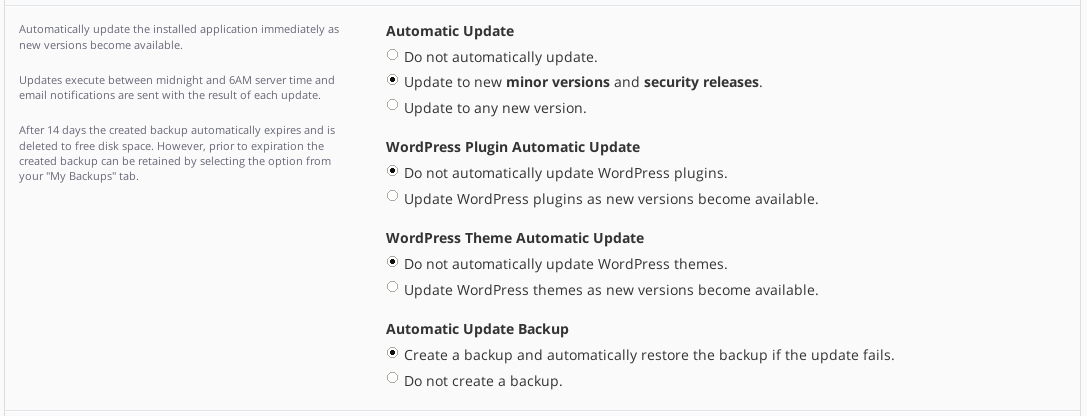 Automatically update the installed application immediately as
new versions become available.
Updates execute between midnight and 6AM server time and
email notifications are sent with the result of each update.
After 14 days the created backup automatically expires and is
deleted to free disk space. However, prior to expiration the
created backup can be retained by selecting the option from
your "My Backups" tab.
Automatic Update
Do not automatically update.
Update to new minor versions and security releases.
Update to any new version.
WordPress Plugin Automatic Update
Do not automatically update WordPress plugins.
Update WordPress plugins as new versions become available.
WordPress Theme Automatic Update
Do not automatically update WordPress themes.
Update WordPress themes as new versions become available.
Automatic Update Backup
Create a backup and automatically restore the backup if the update fails.
Do not create a backup.